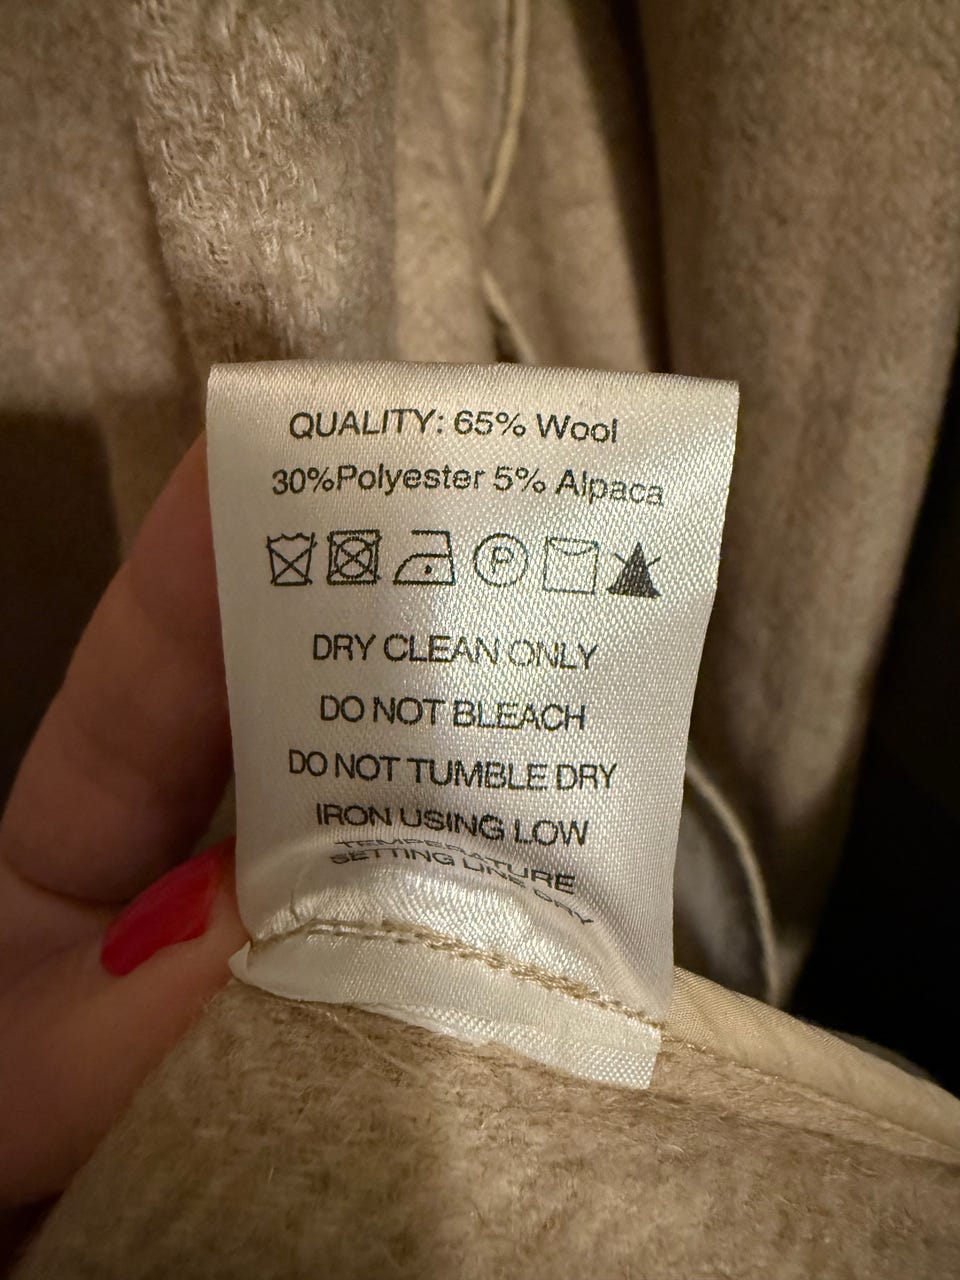 QUALITY: 65% Wool
30%Polyester 5% Alpaca
P
DRY CLEAN ONLY
DO NOT BLEACH
DO NOT TUMBLE DRY
IRON USING LOW
TEMPERATURE
SETTING LINE DRY